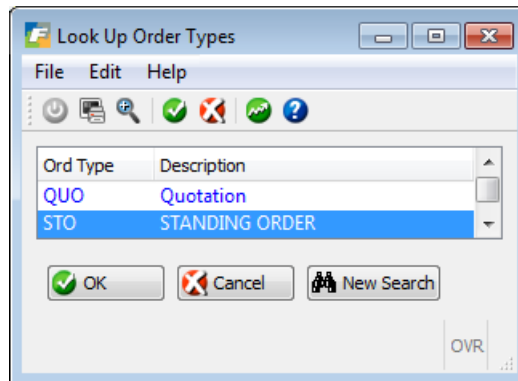 Look Up Order Types
File Edit Help
Ord Type Description
QUO Quotation
STO STANDING ORDER
OK Cancel New Search
OVR